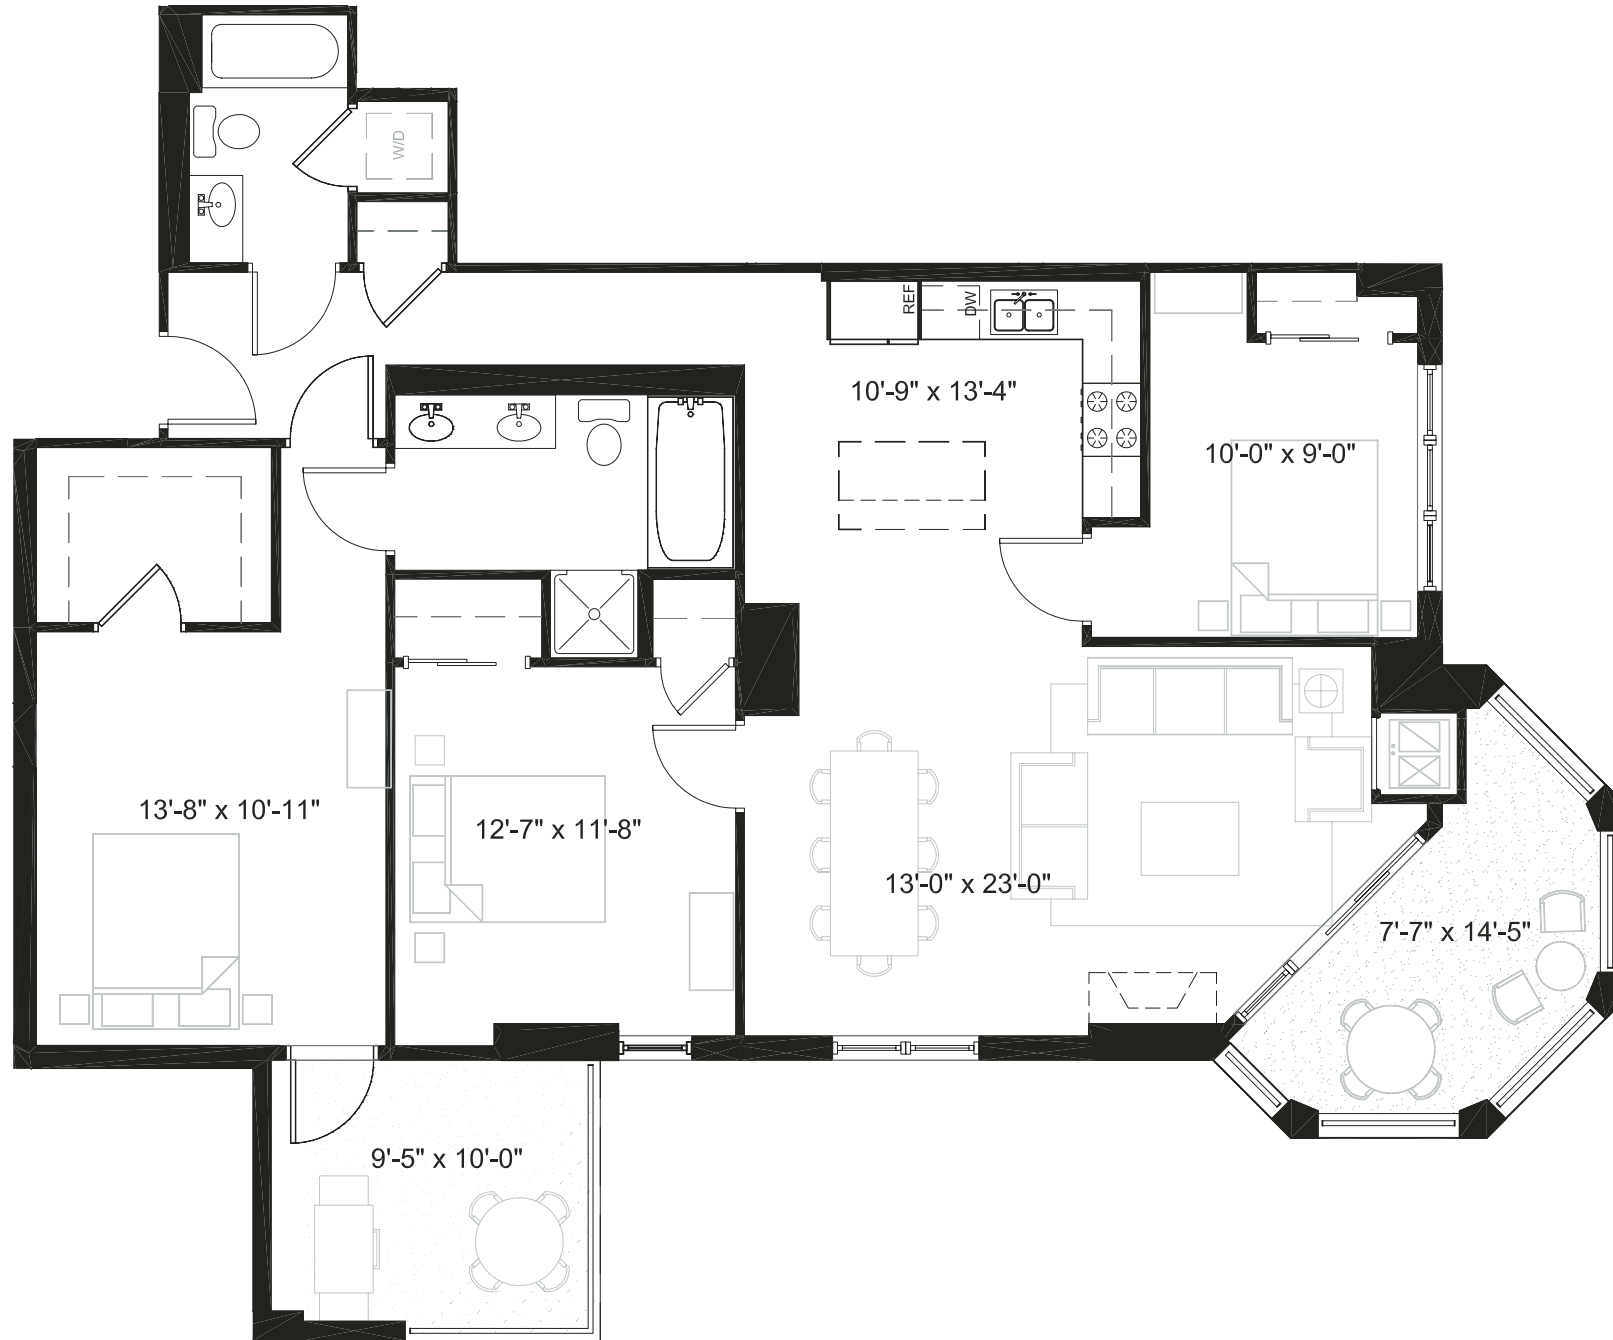 W/D
REF
DW
10'-9" x 13'-4"
10'-0" x 9'-0"
13'-8" x 10'-11"
12'-7" x 11'-8"
13'-0" x 23'-0"
7'-7" x 14'-5"
9'-5" x 10'-0"